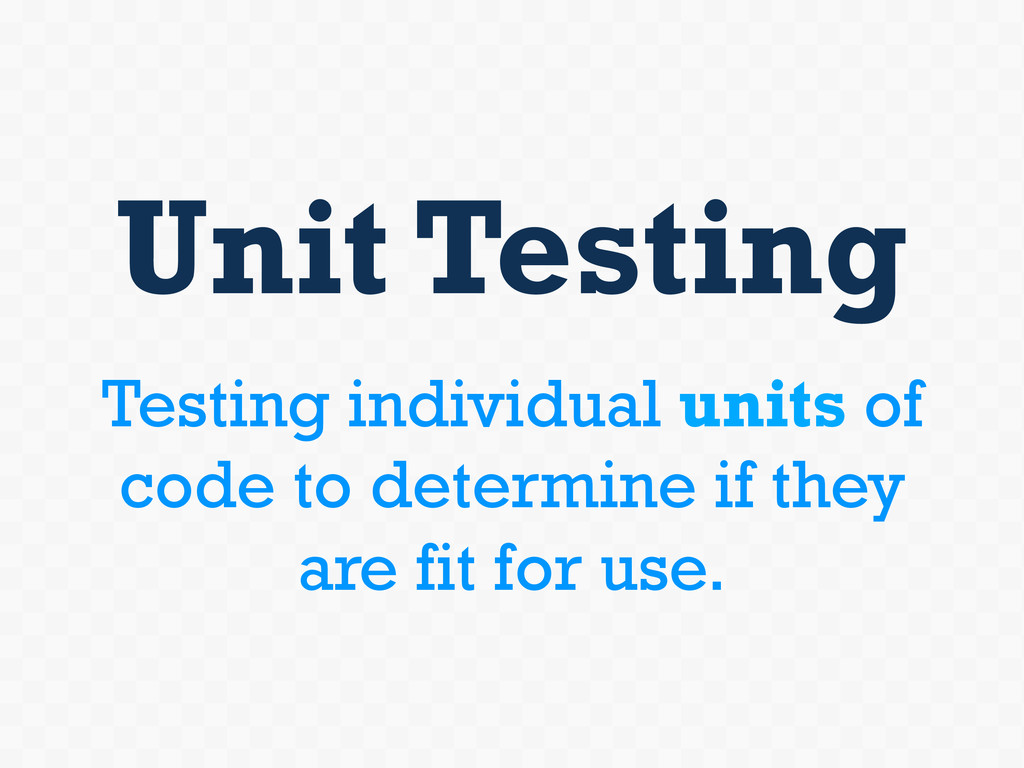 Unit Testing
Testing individual units of
code to determine if they
are fit for use.